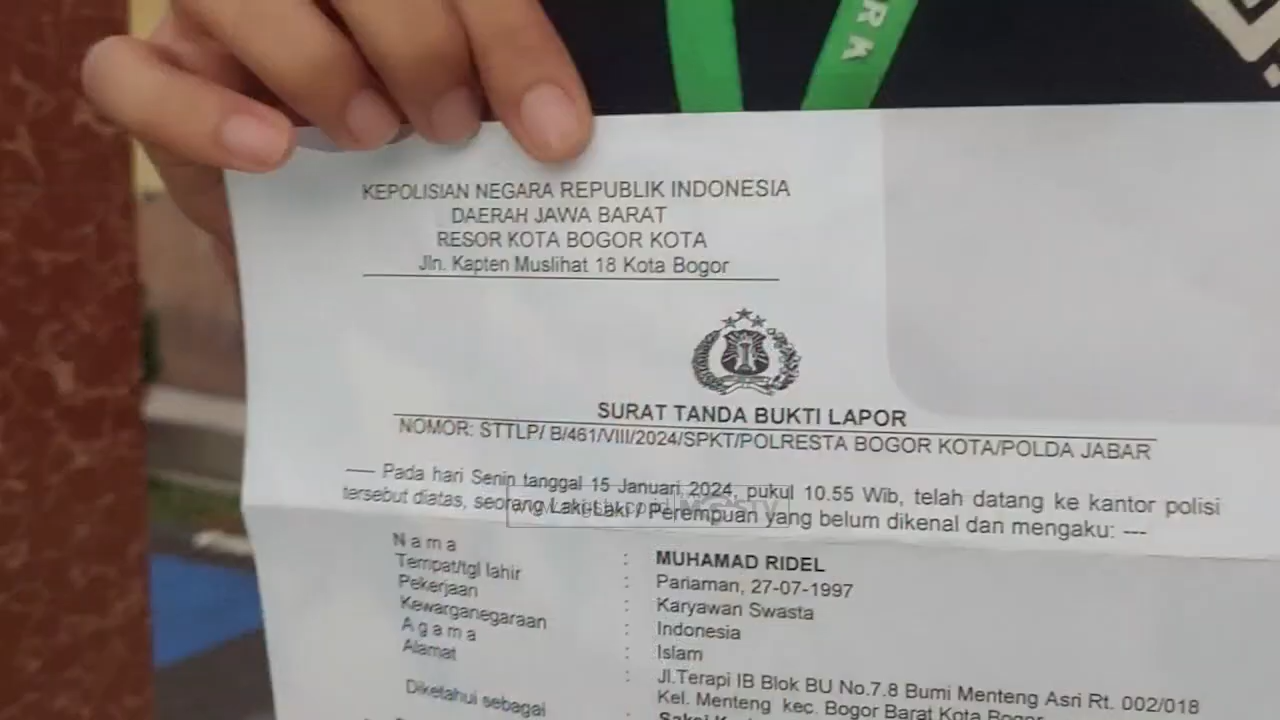 RA
KEPOLISIAN NEGARA REPUBLIK INDONESIA
DAERAH JAWA BARAT
RESOR KOTA BOGOR KOTA
Jln. Kapten Muslihat 18 Kota Bogor
SURAT TANDA BUKTI LAPOR
NOMOR: STTLP/ B/461/VIII/2024/SPKT/POLRESTA BOGOR KOTA/POLDA JABAR
---- Pada hari Senin tanggal 15 Januari 2024, pukul 10.55 Wib, telah datang ke kantor polisi
tersebut diatas, seorang Laki-Laki / Perempuan yang belum dikenal dan mengaku: ---
N a m a : MUHAMAD RIDEL
Tempat/tgl lahir : Pariaman, 27-07-1997
Pekerjaan : Karyawan Swasta
Kewarganegaraan : Indonesia
A g a m a : Islam
Alamat : Jl.Terapi IB Blok BU No.7.8 Bumi Menteng Asri Rt. 002/018
Kel. Menteng kec. Bogor Barat Kota Bogor
Diketahui sebagai : Saksi